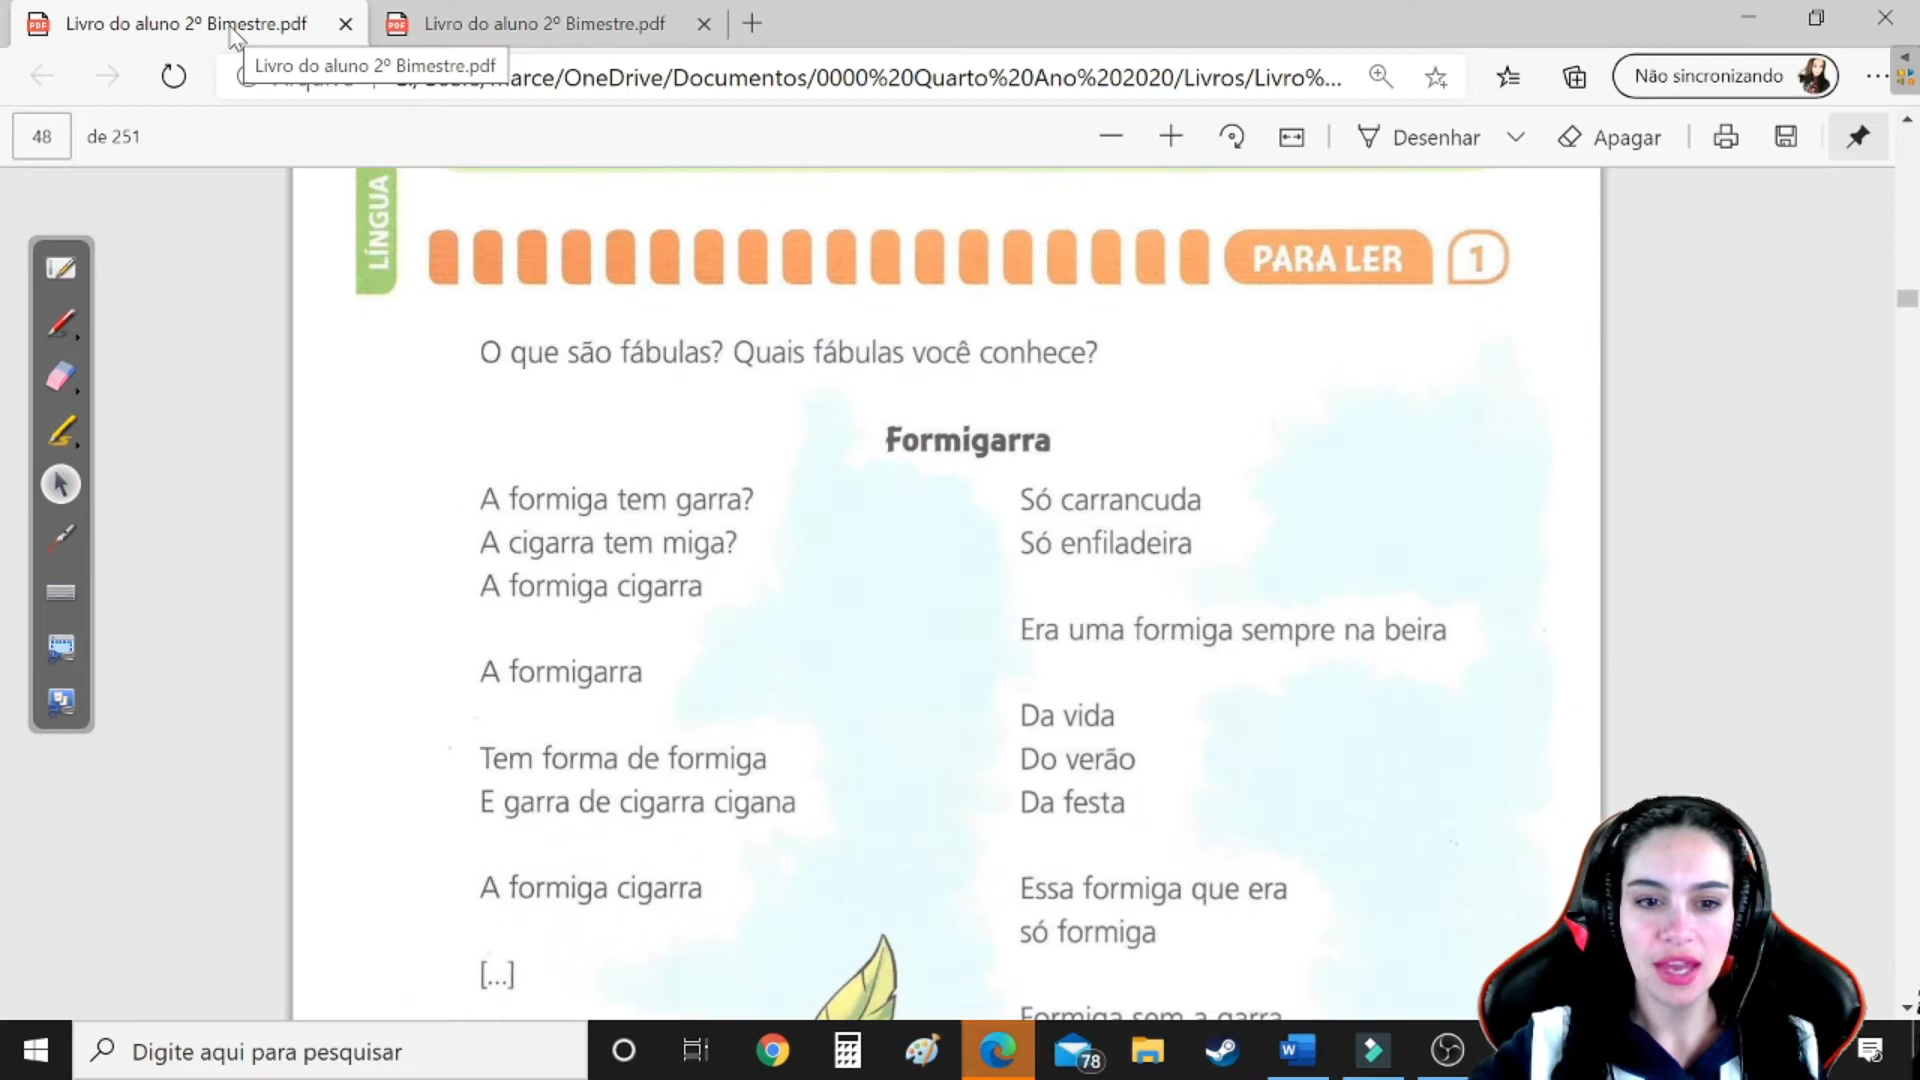 Livro do aluno 2º Bimestre.pdf
Livro do aluno 2º Bimestre.pdf
Livro do aluno 2º Bimestre.pdf
marce/OneDrive/Documentos/0000%20Quarto%20Ano%202020/Livros/Livro%...
Não sincronizando
48 de 251
Desenhar
Apagar
LÍNGUA
PARA LER 1
O que são fábulas? Quais fábulas você conhece?
Formigarra
A formiga tem garra?
A cigarra tem miga?
A formiga cigarra
A formigarra
Tem forma de formiga
E garra de cigarra cigana
A formiga cigarra
[...]
Só carrancuda
Só enfiladeira
Era uma formiga sempre na beira
Da vida
Do verão
Da festa
Essa formiga que era
só formiga
Formiga sem a garra
Digite aqui para pesquisar
78